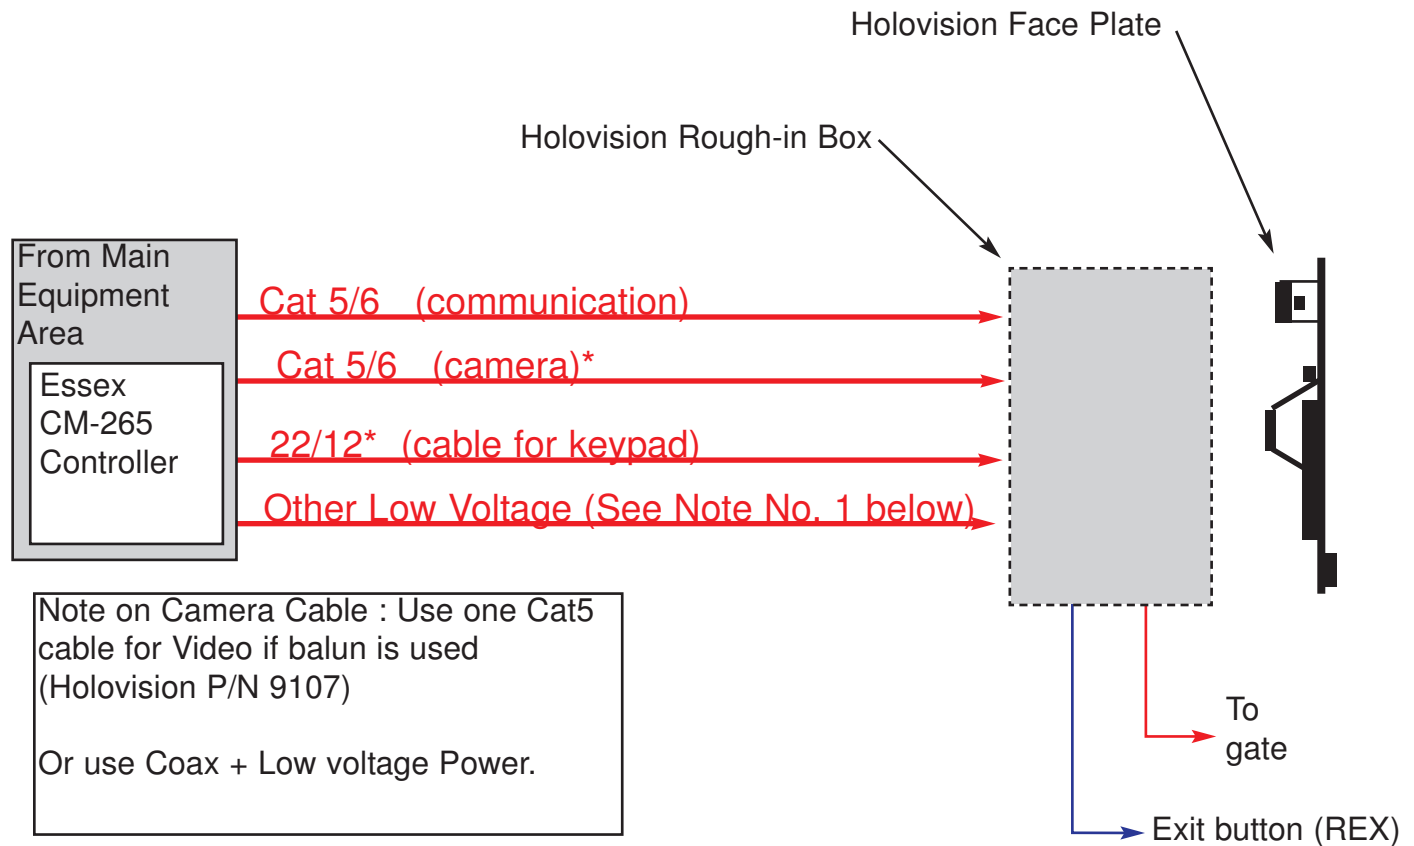 Holovision Face Plate
Holovision Rough-in Box
From Main
Equipment
Area
Essex
CM-265
Controller
Cat 5/6 (communication)
Cat 5/6 (camera)*
22/12* (cable for keypad)
Other Low Voltage (See Note No. 1 below)
Note on Camera Cable : Use one Cat5
cable for Video if balun is used
(Holovision P/N 9107)
Or use Coax + Low voltage Power.
To
gate
Exit button (REX)